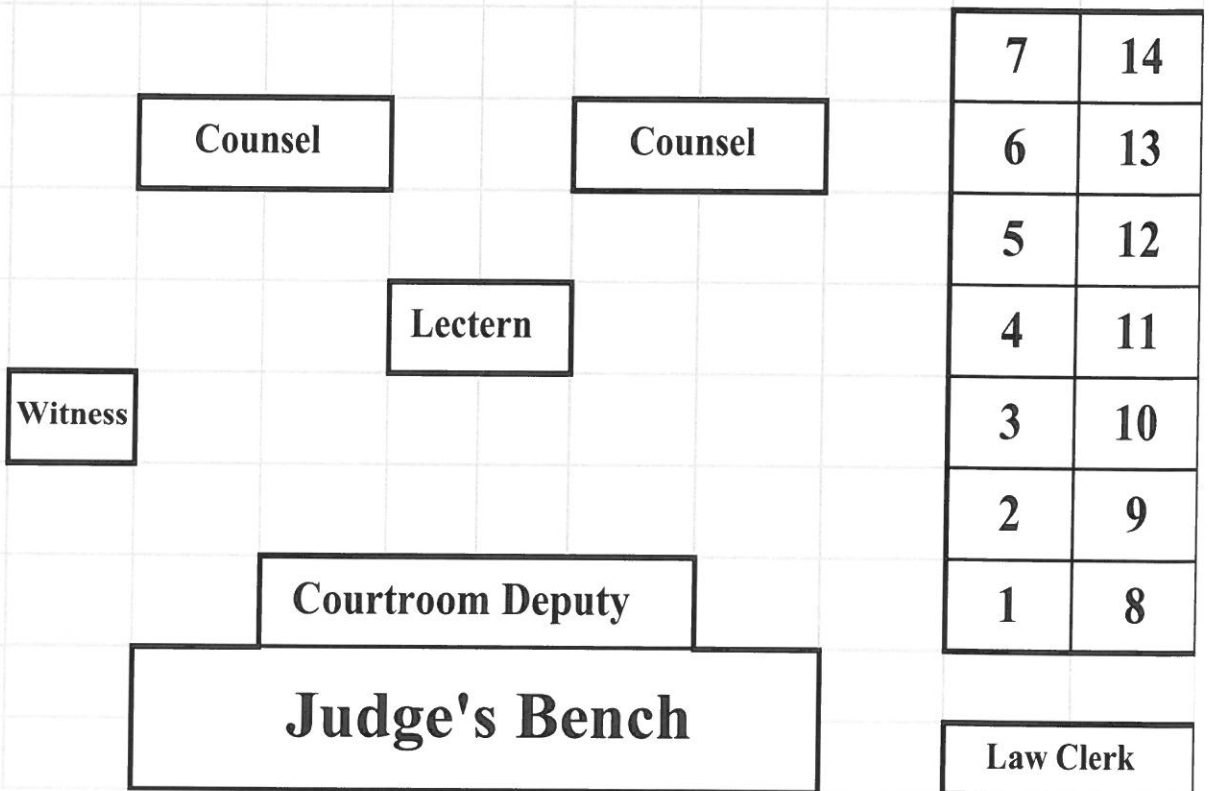 7 14
Counsel Counsel
6 13
5 12
Lectern
4 11
Witness
3 10
2 9
Courtroom Deputy
1 8
Judge's Bench
Law Clerk